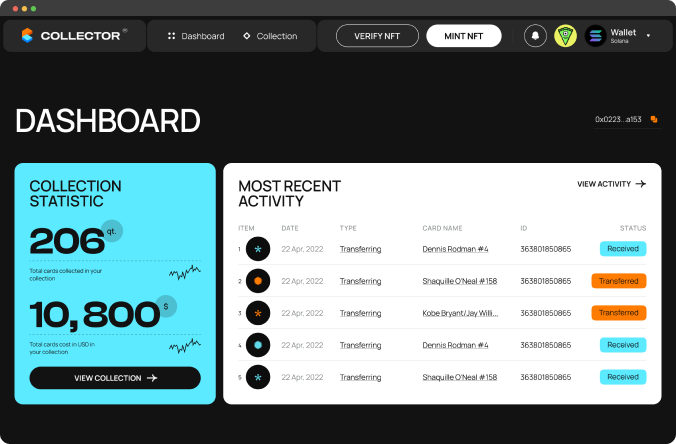 COLLECTOR
Dashboard
Collection
VERIFY NFT
MINT NFT
Wallet
Solana
DASHBOARD
0x0223...a153
COLLECTION
STATISTIC
206 qt.
Total cards collected in your
collection
10,800 $
Total cards cost in USD in
your collection
VIEW COLLECTION
MOST RECENT
ACTIVITY
VIEW ACTIVITY
ITEM DATE TYPE CARD NAME ID STATUS
1 22 Apr, 2022 Transferring Dennis Rodman #4 363801850865 Received
2 22 Apr, 2022 Transferring Shaquille O'Neal #158 363801850865 Transferred
3 22 Apr, 2022 Transferring Kobe Bryant/Jay Willi... 363801850865 Transferred
4 22 Apr, 2022 Transferring Dennis Rodman #4 363801850865 Received
5 22 Apr, 2022 Transferring Shaquille O'Neal #158 363801850865 Received